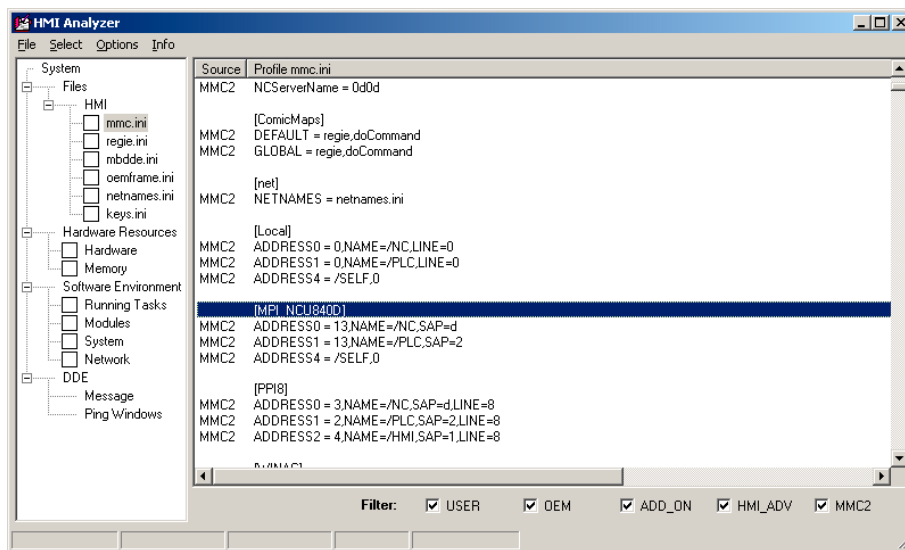 HMI Analyzer
File Select Options Info
System
Files
HMI
mmc.ini
regie.ini
mbdde.ini
oemframe.ini
netnames.ini
keys.ini
Hardware Resources
Hardware
Memory
Software Environment
Running Tasks
Modules
System
Network
DDE
Message
Ping Windows
Source Profile mmc.ini
MMC2 NCServerName = 0d0d
[ComicMaps]
MMC2 DEFAULT = regie,doCommand
MMC2 GLOBAL = regie,doCommand
[net]
MMC2 NETNAMES = netnames.ini
[Local]
MMC2 ADDRESS0 = 0,NAME=/NC,LINE=0
MMC2 ADDRESS1 = 0,NAME=/PLC,LINE=0
MMC2 ADDRESS4 = /SELF,0
[MPI_NCU840D]
MMC2 ADDRESS0 = 13,NAME=/NC,SAP=d
MMC2 ADDRESS1 = 13,NAME=/PLC,SAP=2
MMC2 ADDRESS4 = /SELF,0
[PPI8]
MMC2 ADDRESS0 = 3,NAME=/NC,SAP=d,LINE=8
MMC2 ADDRESS1 = 2,NAME=/PLC,SAP=2,LINE=8
MMC2 ADDRESS2 = 4,NAME=/HMI,SAP=1,LINE=8
Filter: USER OEM ADD_ON HMI_ADV MMC2